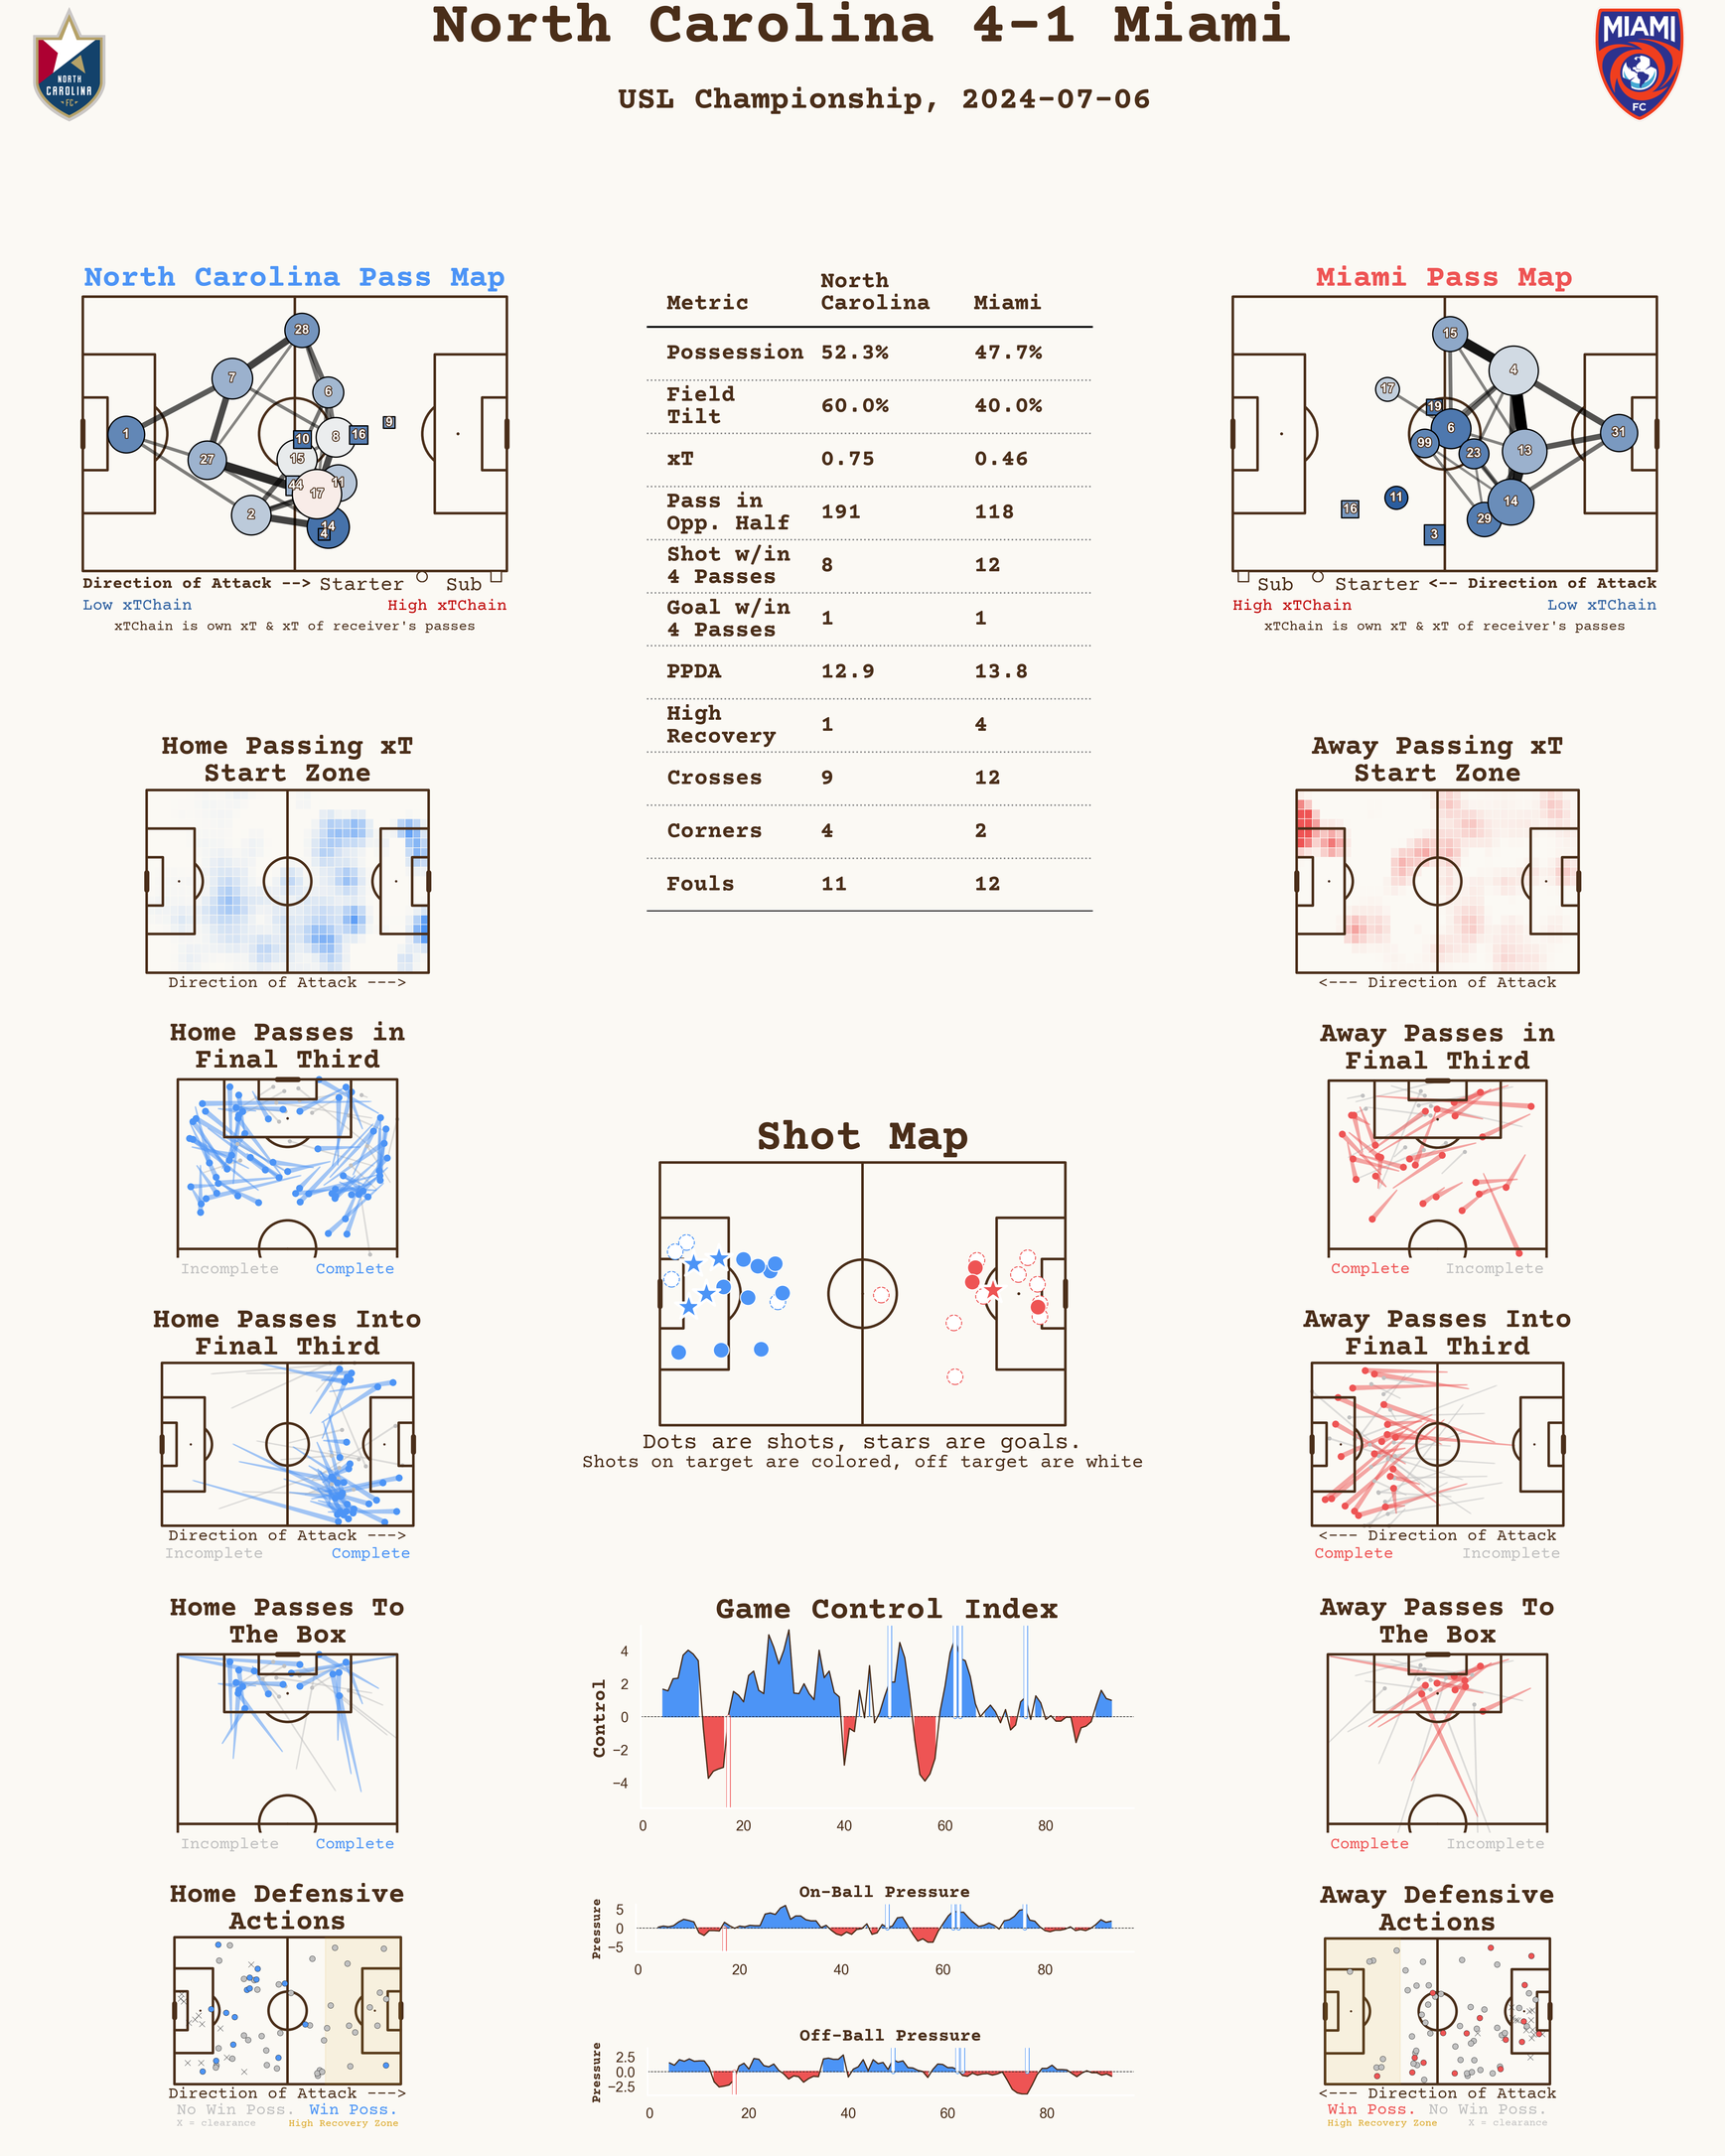 North Carolina 4-1 Miami
USL Championship, 2024-07-06
NORTH
CAROLINA
FC
MIAMI
FC
North Carolina Pass Map
28
7
6
9
1
10
8
16
15
27
44
11
17
2
14
4
Direction of Attack --> Starter Sub
Low xTChain High xTChain
xTChain is own xT & xT of receiver's passes
Metric North Carolina Miami
Possession 52.3% 47.7%
Field Tilt 60.0% 40.0%
xT 0.75 0.46
Pass in Opp. Half 191 118
Shot w/in 4 Passes 8 12
Goal w/in 4 Passes 1 1
PPDA 12.9 13.8
High Recovery 1 4
Crosses 9 12
Corners 4 2
Fouls 11 12
Miami Pass Map
15
4
17
19
6
31
99
23
13
11
14
16
29
3
Sub Starter <-- Direction of Attack
High xTChain Low xTChain
xTChain is own xT & xT of receiver's passes
Home Passing xT
Start Zone
Direction of Attack --->
Away Passing xT
Start Zone
<--- Direction of Attack
Home Passes in
Final Third
Incomplete Complete
Away Passes in
Final Third
Complete Incomplete
Shot Map
Dots are shots, stars are goals.
Shots on target are colored, off target are white
Home Passes Into
Final Third
Direction of Attack --->
Incomplete Complete
Away Passes Into
Final Third
<--- Direction of Attack
Complete Incomplete
Home Passes To
The Box
Incomplete Complete
Game Control Index
Control
4
2
0
−2
−4
0 20 40 60 80
Away Passes To
The Box
Complete Incomplete
Home Defensive
Actions
Direction of Attack --->
No Win Poss. Win Poss.
X = clearance High Recovery Zone
On-Ball Pressure
Pressure
5
0
−5
0 20 40 60 80
Off-Ball Pressure
Pressure
2.5
0.0
−2.5
0 20 40 60 80
Away Defensive
Actions
<--- Direction of Attack
Win Poss. No Win Poss.
High Recovery Zone X = clearance